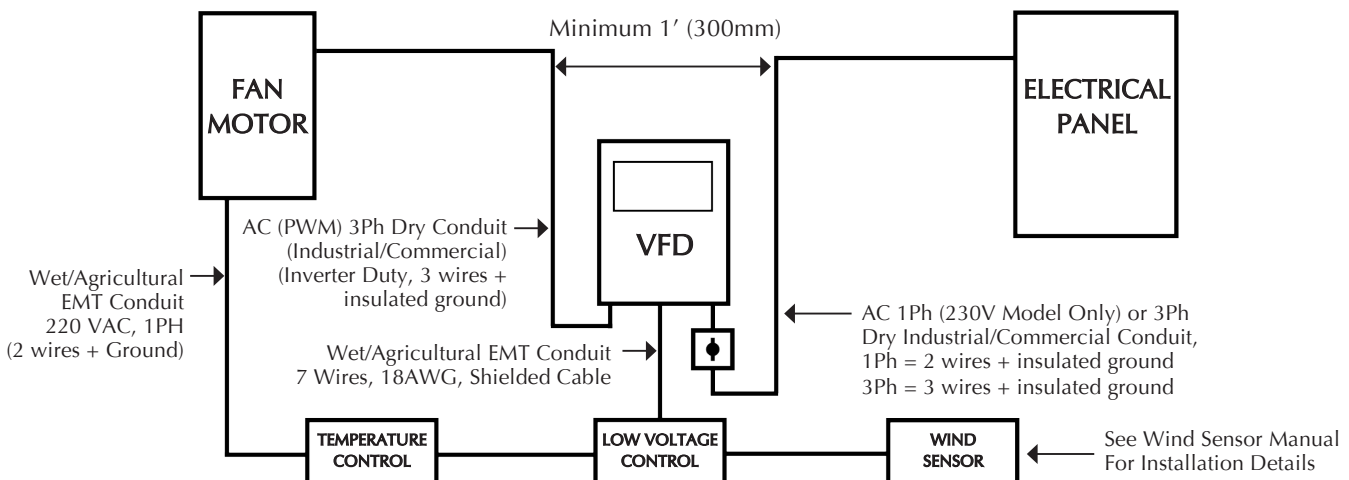 Minimum 1’ (300mm)
FAN
MOTOR
ELECTRICAL
PANEL
VFD
AC (PWM) 3Ph Dry Conduit
(Industrial/Commercial)
(Inverter Duty, 3 wires +
insulated ground)
Wet/Agricultural
EMT Conduit
220 VAC, 1PH
(2 wires + Ground)
Wet/Agricultural EMT Conduit
7 Wires, 18AWG, Shielded Cable
AC 1Ph (230V Model Only) or 3Ph
Dry Industrial/Commercial Conduit,
1Ph = 2 wires + insulated ground
3Ph = 3 wires + insulated ground
TEMPERATURE
CONTROL
LOW VOLTAGE
CONTROL
WIND
SENSOR
See Wind Sensor Manual
For Installation Details